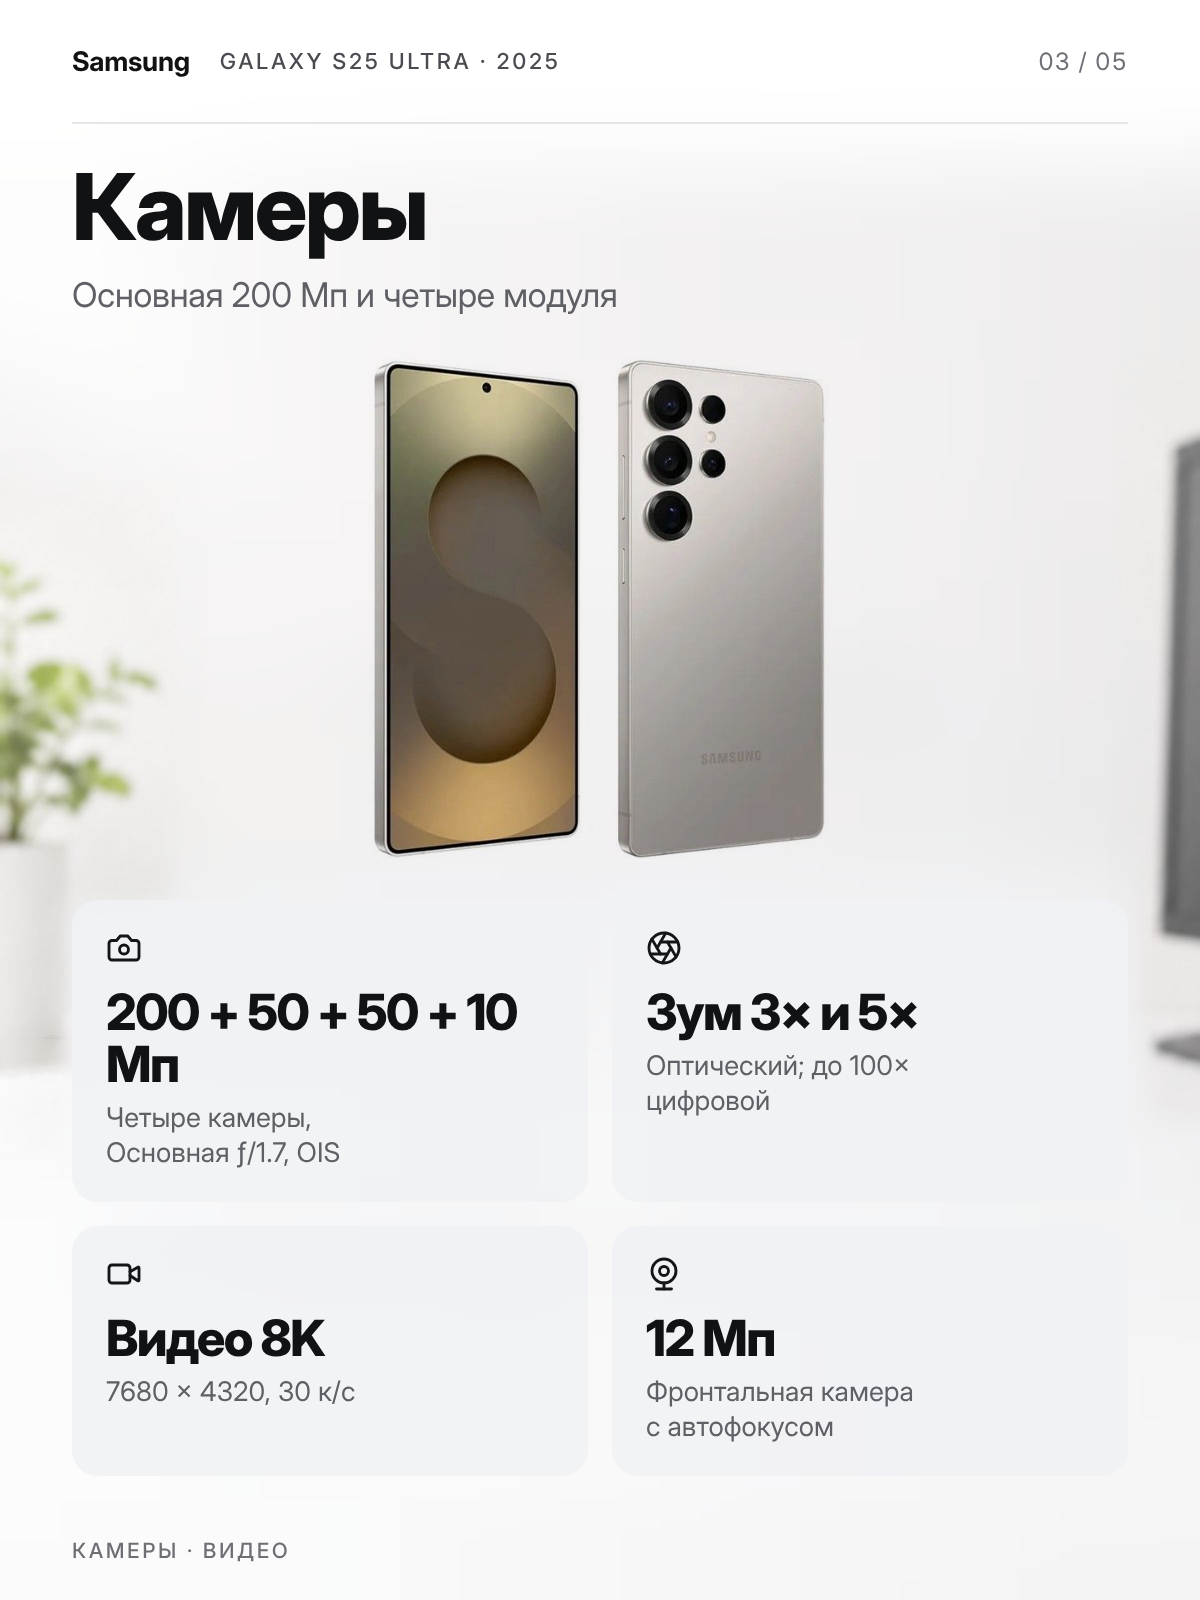 Samsung GALAXY S25 ULTRA · 2025 03 / 05
Камеры
Основная 200 Мп и четыре модуля
SAMSUNG
200 + 50 + 50 + 10
Мп
Четыре камеры,
Основная ƒ/1.7, OIS
Зум 3× и 5×
Оптический; до 100×
цифровой
Видео 8K
7680 × 4320, 30 к/с
12 Мп
Фронтальная камера
с автофокусом
КАМЕРЫ · ВИДЕО